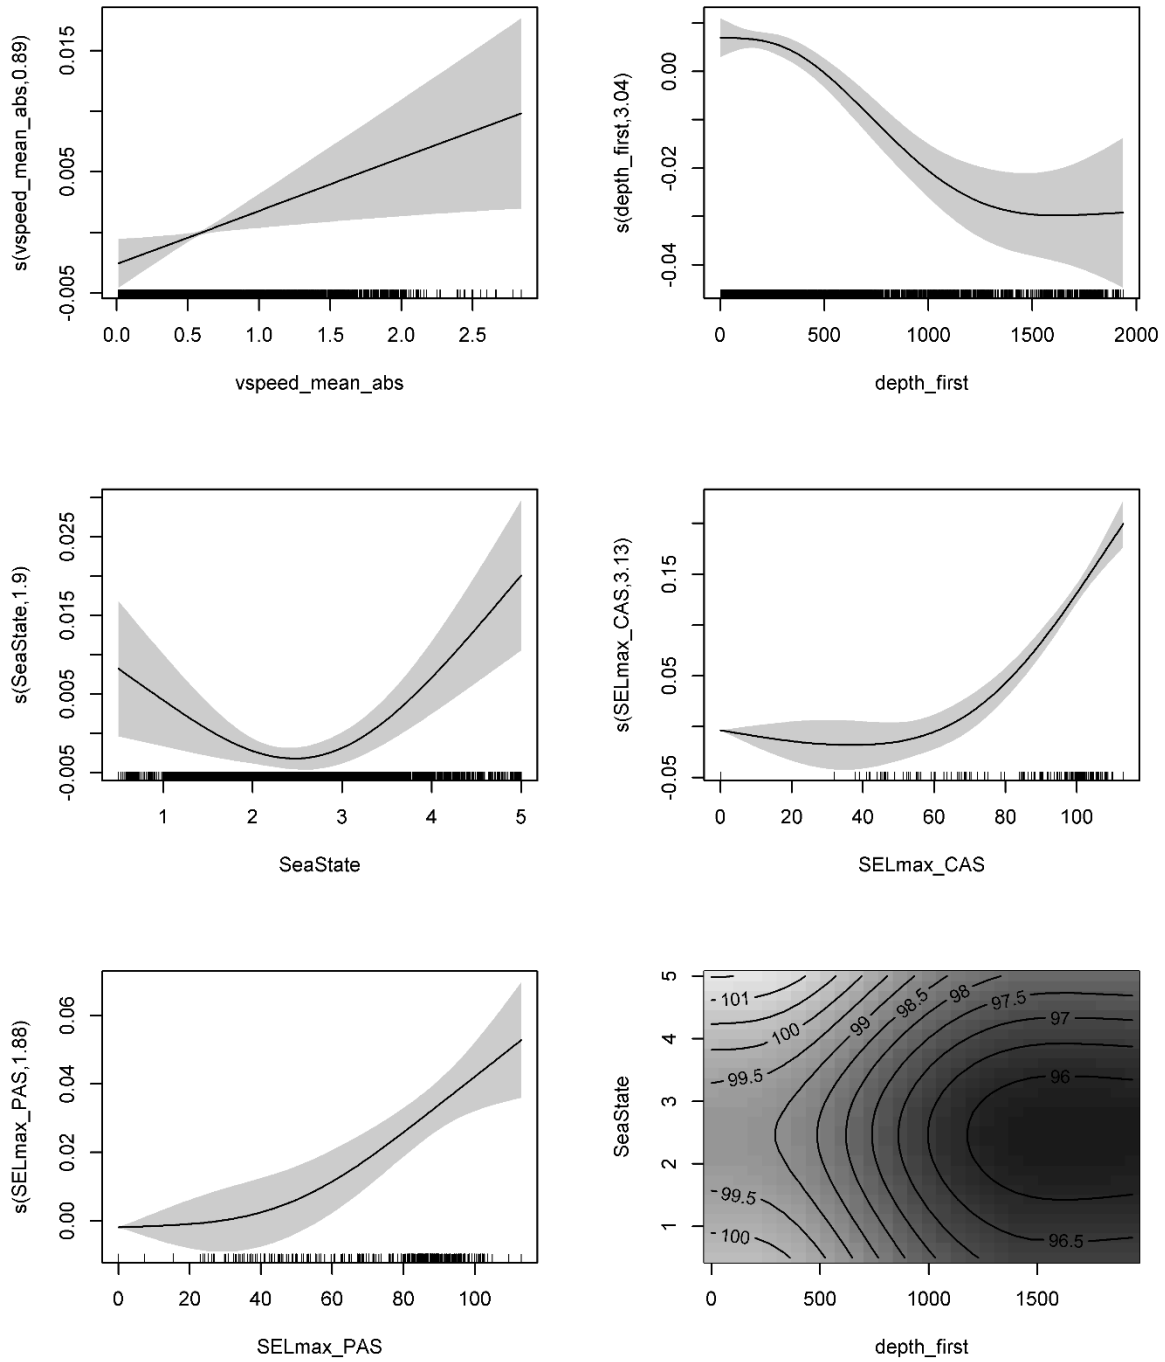 s(vspeed_mean_abs,0.89)
-0.005 0.005 0.015
0.0 0.5 1.0 1.5 2.0 2.5
vspeed_mean_abs
s(depth_first,3.04)
-0.04 -0.02 0.00
0 500 1000 1500 2000
depth_first
s(SeaState,1.9)
-0.005 0.005 0.015 0.025
1 2 3 4 5
SeaState
s(SELmax_CAS,3.13)
-0.05 0.05 0.15
0 20 40 60 80 100
SELmax_CAS
s(SELmax_PAS,1.88)
0.00 0.02 0.04 0.06
0 20 40 60 80 100
SELmax_PAS
SeaState
1 2 3 4 5
101
100
99.5
99
98.5
98
97.5
97
96
99.5
100
96.5
0 500 1000 1500
depth_first